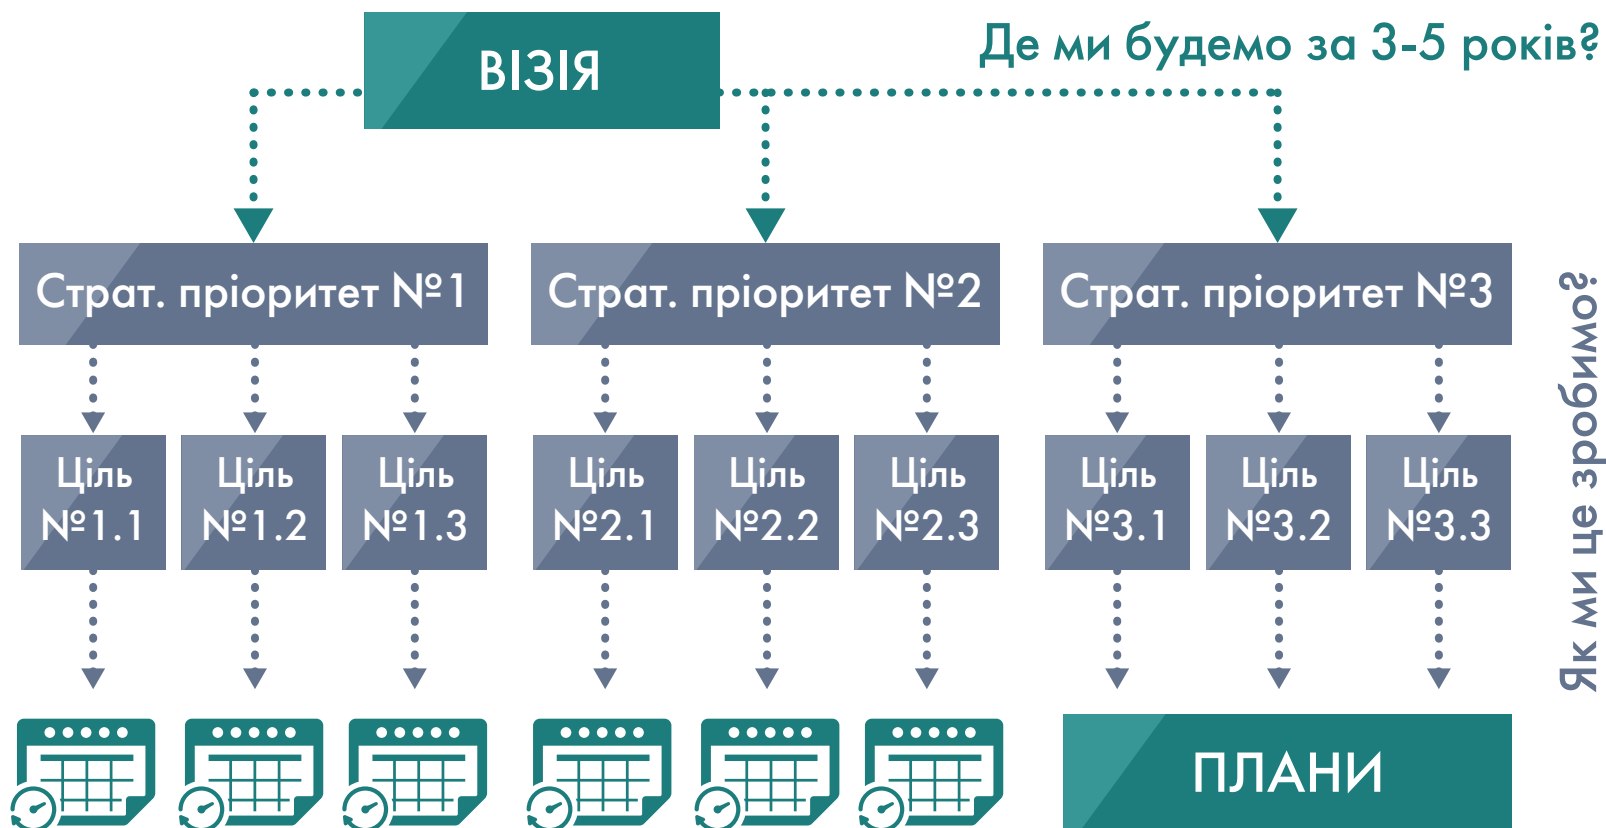 ВІЗІЯ
Де ми будемо за 3-5 років?
Страт. пріоритет №1
Страт. пріоритет №2
Страт. пріоритет №3
Ціль
№1.1
Ціль
№1.2
Ціль
№1.3
Ціль
№2.1
Ціль
№2.2
Ціль
№2.3
Ціль
№3.1
Ціль
№3.2
Ціль
№3.3
Як ми це зробимо?
ПЛАНИ